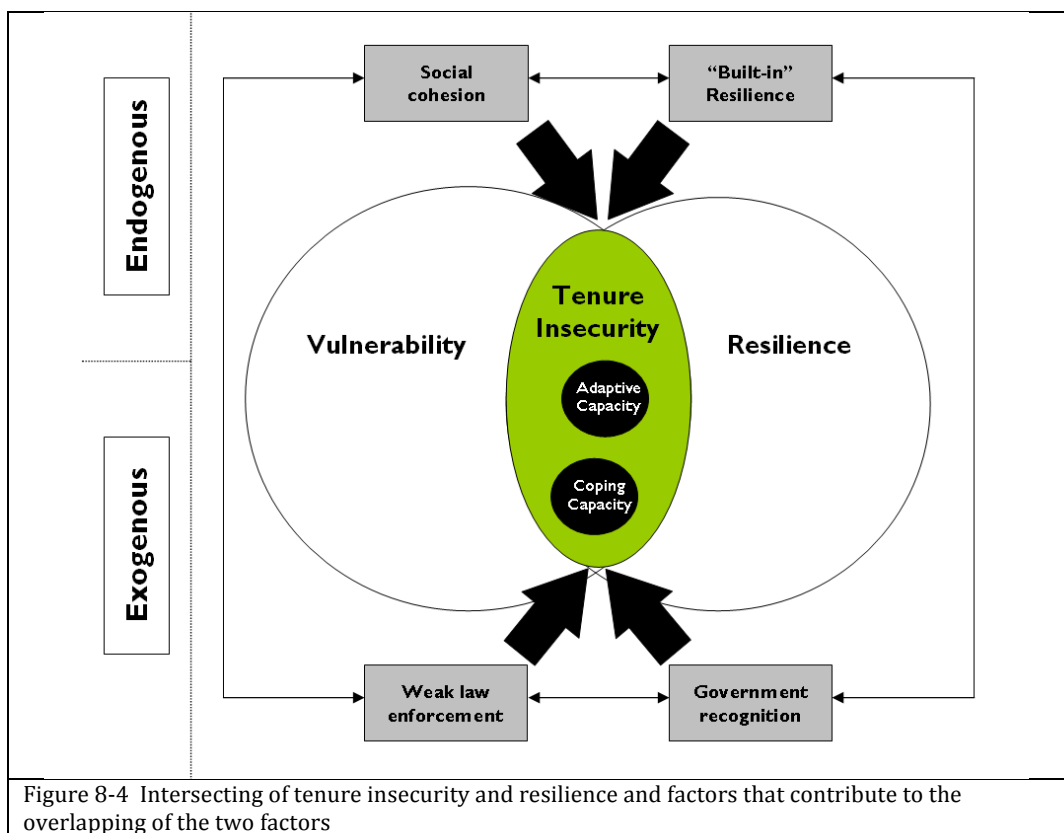 Social
cohesion
“Built-in”
Resilience
Endogenous
Tenure
Insecurity
Vulnerability
Resilience
Adaptive
Capacity
Coping
Capacity
Exogenous
Weak law
enforcement
Government
recognition
Figure 8-4 Intersecting of tenure insecurity and resilience and factors that contribute to the
overlapping of the two factors